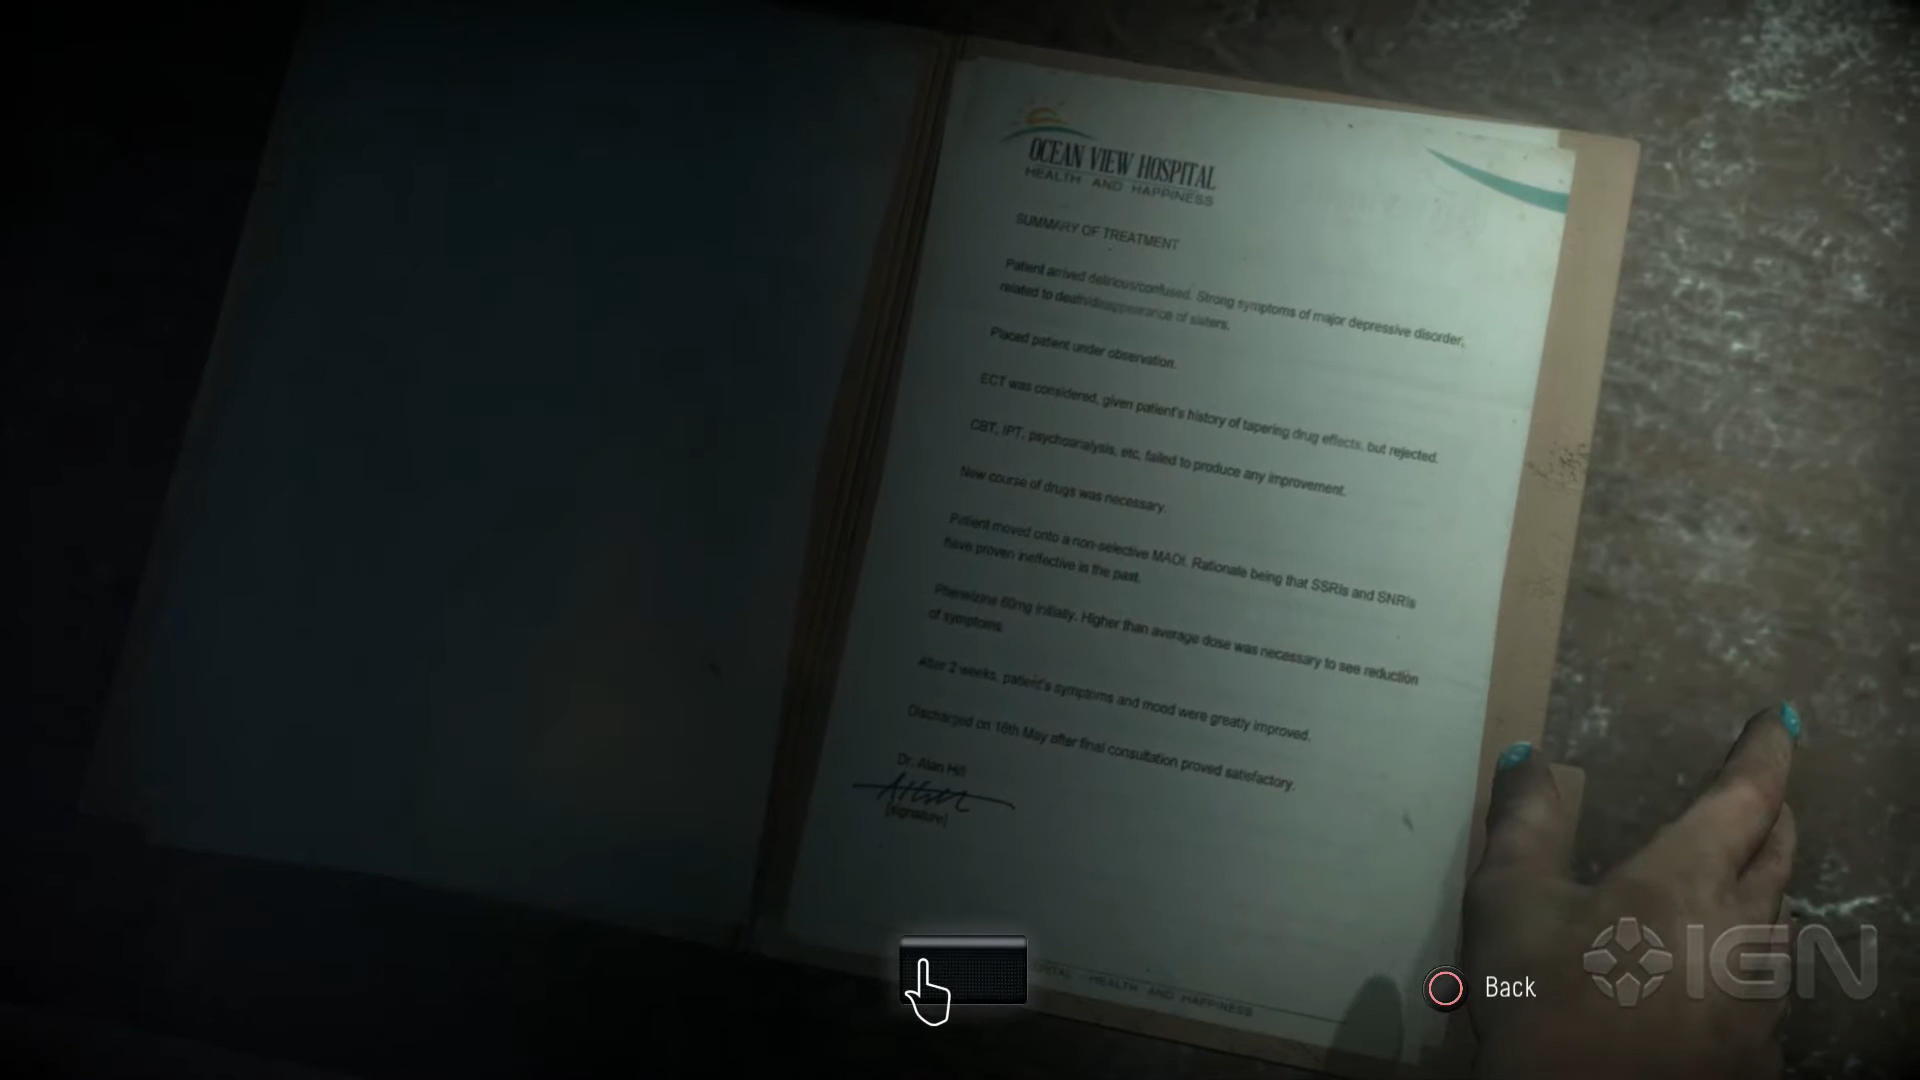 OCEAN VIEW HOSPITAL
HEALTH AND HAPPINESS
SUMMARY OF TREATMENT
Patient arrived delirious/confused. Strong symptoms of major depressive disorder,
related to death/disappearance of sisters.
Placed patient under observation.
ECT was considered, given patient's history of tapering drug effects, but rejected.
CBT, IPT, psychoanalysis, etc, failed to produce any improvement.
New course of drugs was necessary.
Patient moved onto a non-selective MAOI. Rationale being that SSRIs and SNRIs
have proven ineffective in the past.
Phenelzine 60mg initially. Higher than average dose was necessary to see reduction
of symptoms.
After 2 weeks, patient's symptoms and mood were greatly improved.
Discharged on 16th May after final consultation proved satisfactory.
Dr. Alan Hill
AHill
[signature]
HEALTH AND HAPPINESS
Back
IGN